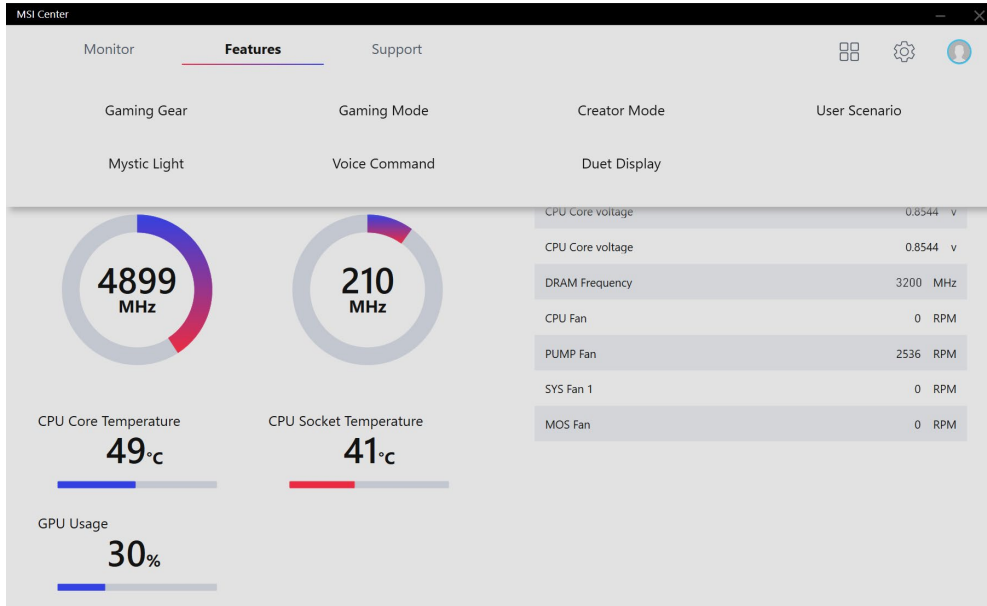 MSI Center
Monitor Features Support
Gaming Gear Gaming Mode Creator Mode User Scenario
Mystic Light Voice Command Duet Display
CPU Core Voltage 0.8544 v
CPU Core voltage 0.8544 v
4899 MHz
210 MHz
DRAM Frequency 3200 MHz
CPU Fan 0 RPM
PUMP Fan 2536 RPM
SYS Fan 1 0 RPM
MOS Fan 0 RPM
CPU Core Temperature
49°C
CPU Socket Temperature
41°C
GPU Usage
30%